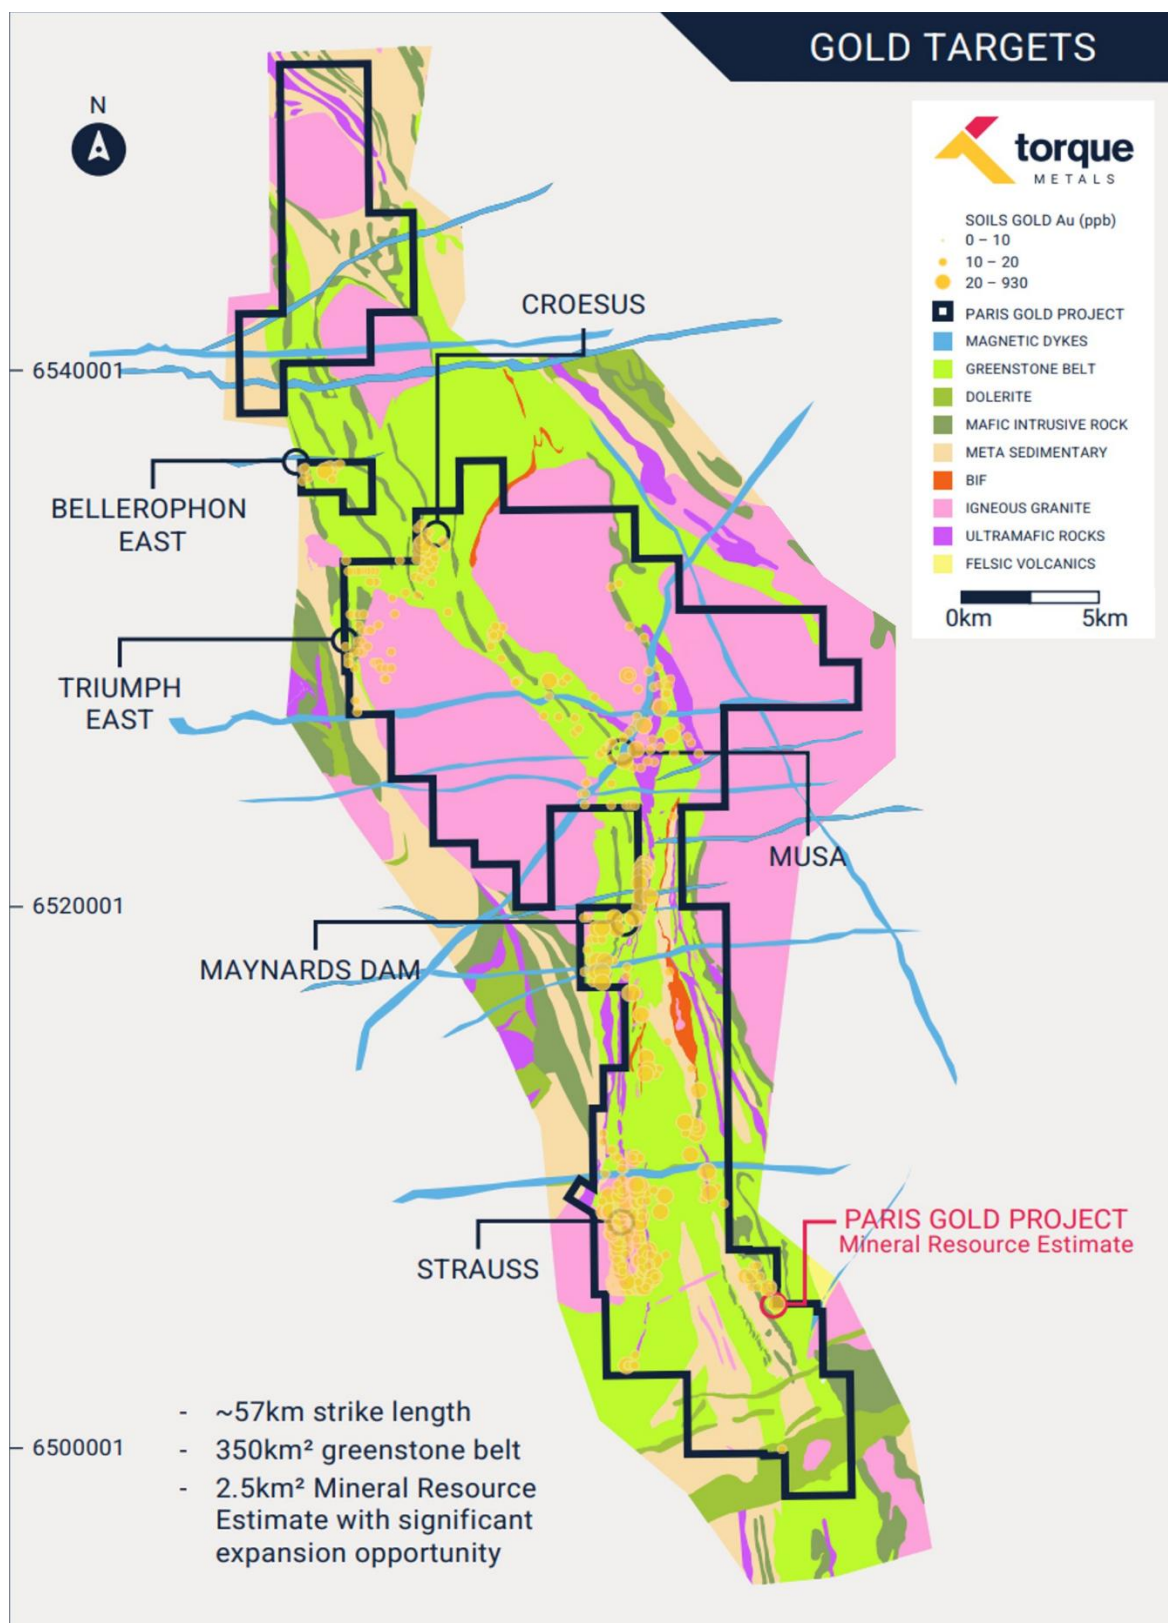 GOLD TARGETS
N
torque
METALS
SOILS GOLD Au (ppb)
0 – 10
10 – 20
20 – 930
PARIS GOLD PROJECT
MAGNETIC DYKES
GREENSTONE BELT
DOLERITE
MAFIC INTRUSIVE ROCK
META SEDIMENTARY
BIF
IGNEOUS GRANITE
ULTRAMAFIC ROCKS
FELSIC VOLCANICS
0km 5km
CROESUS
6540001
BELLEROPHON
EAST
TRIUMPH
EAST
MUSA
6520001
MAYNARDS DAM
PARIS GOLD PROJECT
Mineral Resource Estimate
STRAUSS
- ~57km strike length
6500001
- 350km² greenstone belt
- 2.5km² Mineral Resource
Estimate with significant
expansion opportunity